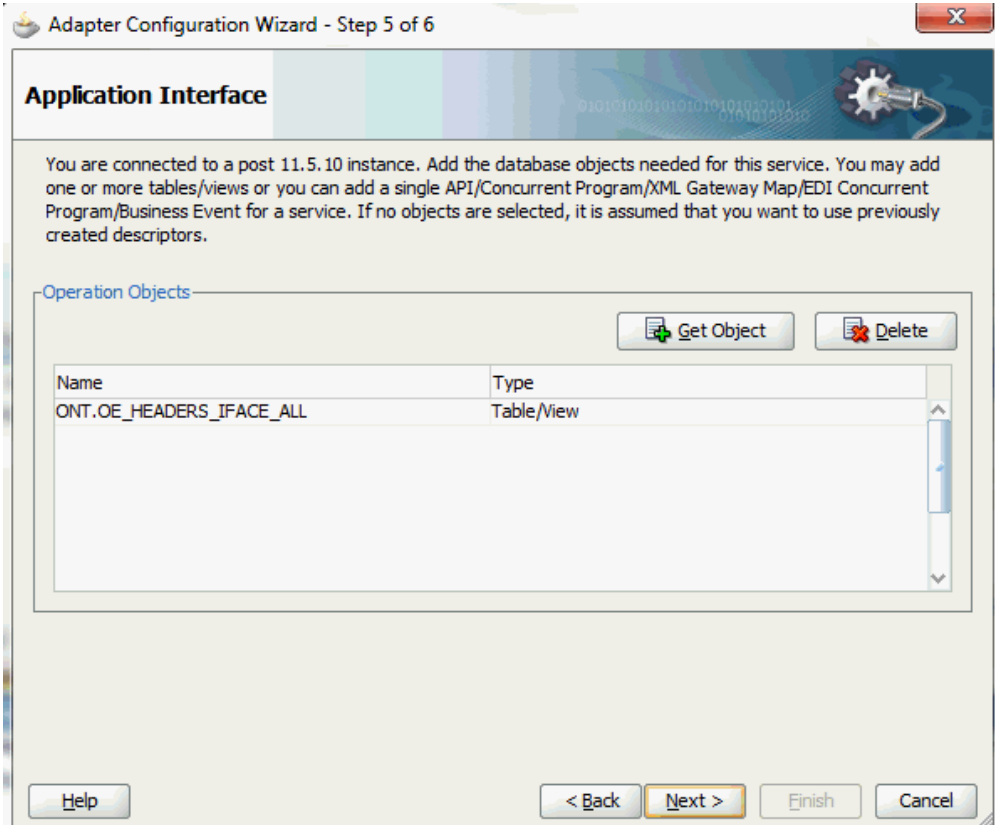 Adapter Configuration Wizard - Step 5 of 6
X
Application Interface
You are connected to a post 11.5.10 instance. Add the database objects needed for this service. You may add
one or more tables/views or you can add a single API/Concurrent Program/XML Gateway Map/EDI Concurrent
Program/Business Event for a service. If no objects are selected, it is assumed that you want to use previously
created descriptors.
Operation Objects
Get Object Delete
Name Type
ONT.OE_HEADERS_IFACE_ALL Table/View
Help < Back Next > Finish Cancel